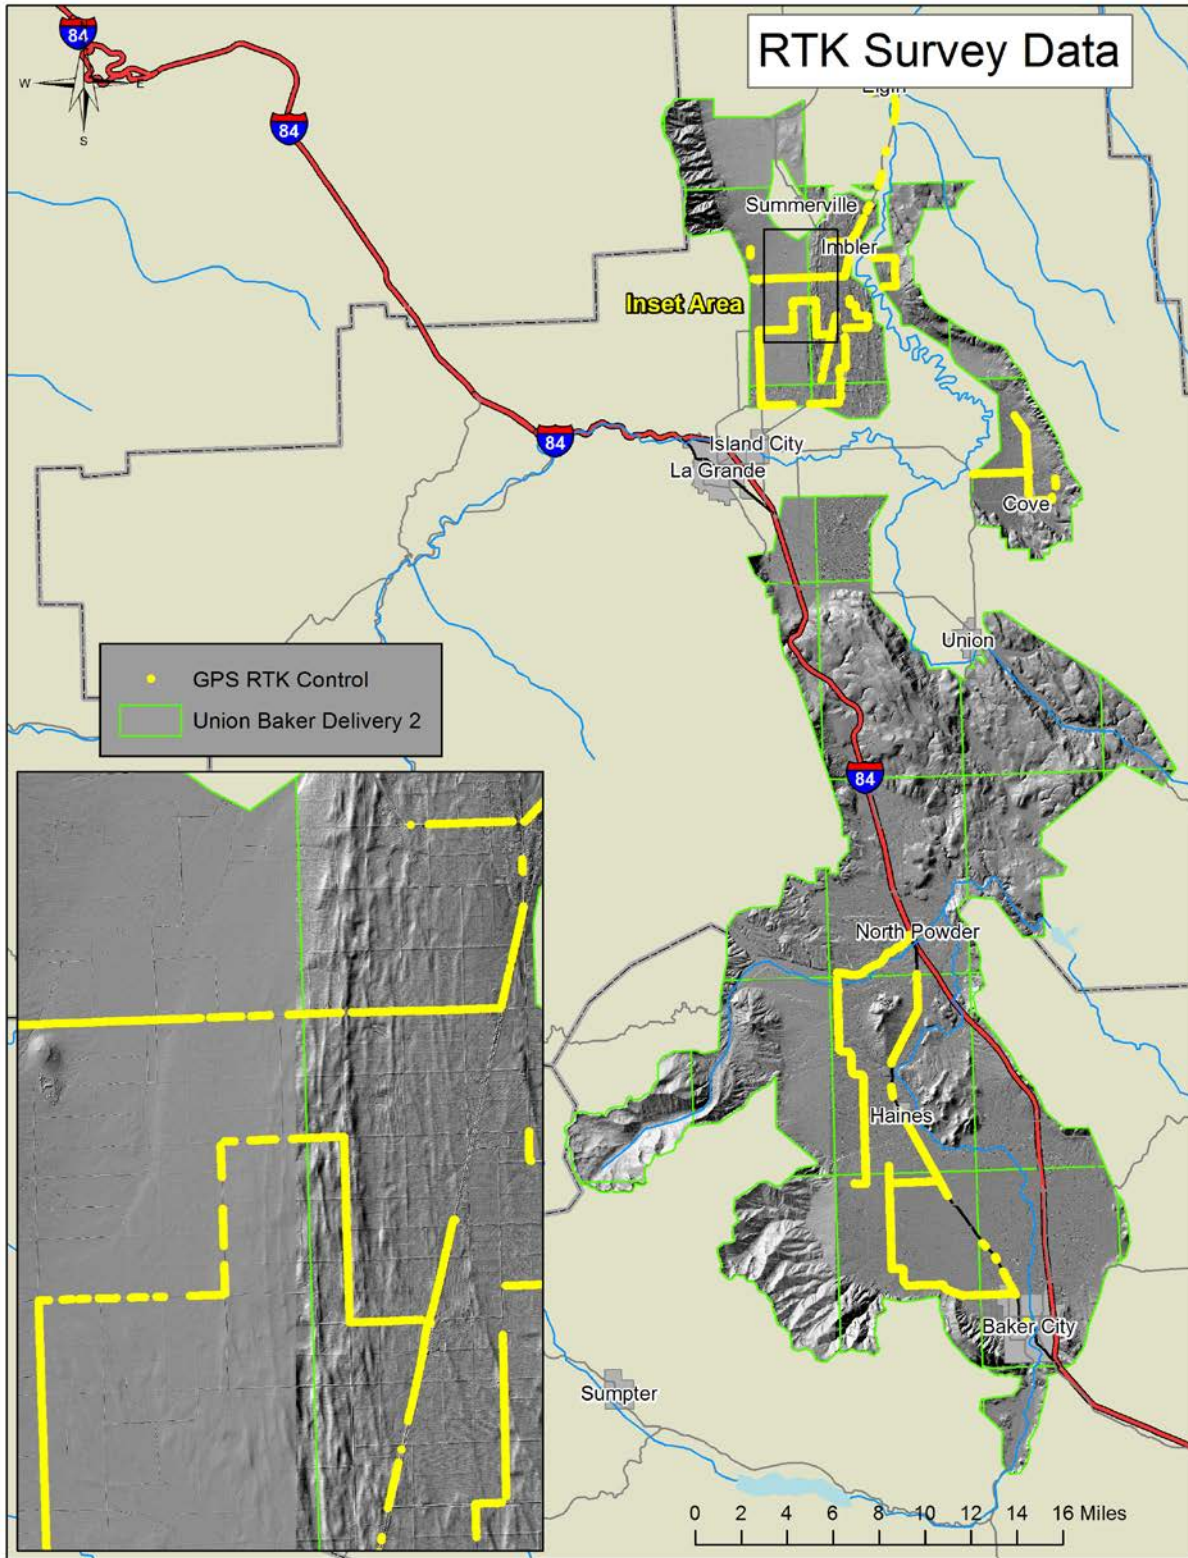 RTK Survey Data
84
W
E
S
84
Elgin
Summerville
Imbler
Inset Area
84
Island City
La Grande
Cove
Union
GPS RTK Control
Union Baker Delivery 2
84
North Powder
Haines
Baker City
Sumpter
0 2 4 6 8 10 12 14 16 Miles